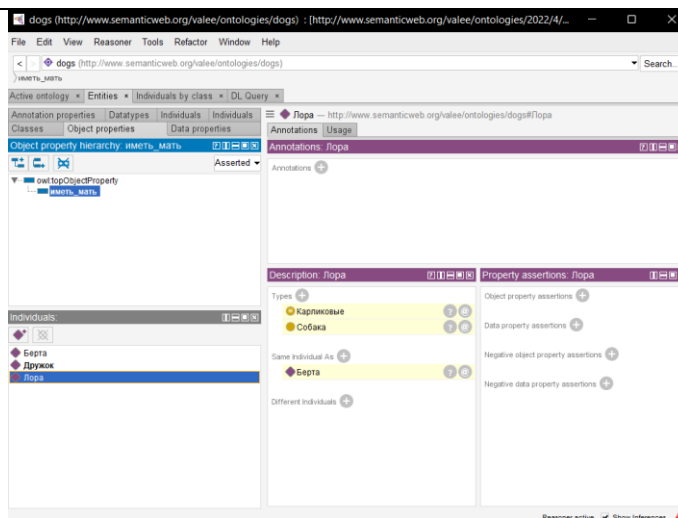 dogs (http://www.semanticweb.org/valee/ontologies/dogs) : [http://www.semanticweb.org/valee/ontologies/2022/4/...
File Edit View Reasoner Tools Refactor Window Help
< > dogs (http://www.semanticweb.org/valee/ontologies/dogs) Search...
иметь_мать
Active ontology × Entities × Individuals by class × DL Query ×
Annotation properties Datatypes Individuals Individuals
Classes Object properties Data properties
Object property hierarchy: иметь_мать
Asserted
owl:topObjectProperty
иметь_мать
Individuals:
Берта
Дружок
Лора
Лора — http://www.semanticweb.org/valee/ontologies/dogs#Лора
Annotations Usage
Annotations: Лора
Annotations
Description: Лора
Types
Карликовые
Собака
Same Individual As
Берта
Different Individuals
Property assertions: Лора
Object property assertions
Data property assertions
Negative object property assertions
Negative data property assertions
Reasoner active Show Inferences